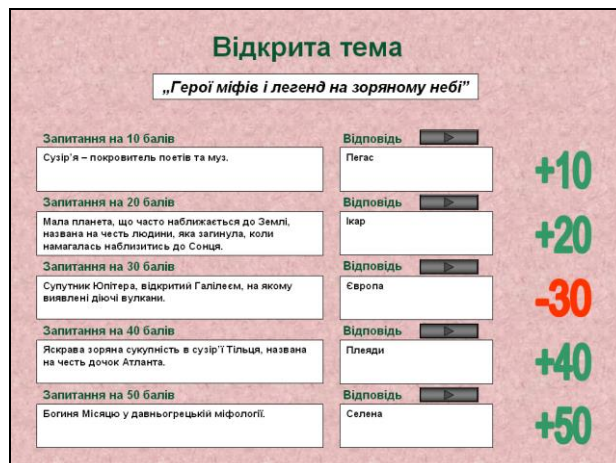 Відкрита тема
„Герої міфів і легенд на зоряному небі”
Запитання на 10 балів
Відповідь
Сузір'я – покровитель поетів та муз.
Пегас
+10
Запитання на 20 балів
Відповідь
Мала планета, що часто наближається до Землі,
названа на честь людини, яка загинула, коли
намагалась наблизитись до Сонця.
Ікар
+20
Запитання на 30 балів
Відповідь
Супутник Юпітера, відкритий Галілеєм, на якому
виявлені діючі вулкани.
Європа
-30
Запитання на 40 балів
Відповідь
Яскрава зоряна сукупність в сузір'ї Тільця, названа
на честь дочок Атланта.
Плеяди
+40
Запитання на 50 балів
Відповідь
Богиня Місяцю у давньогрецькій міфології.
Селена
+50